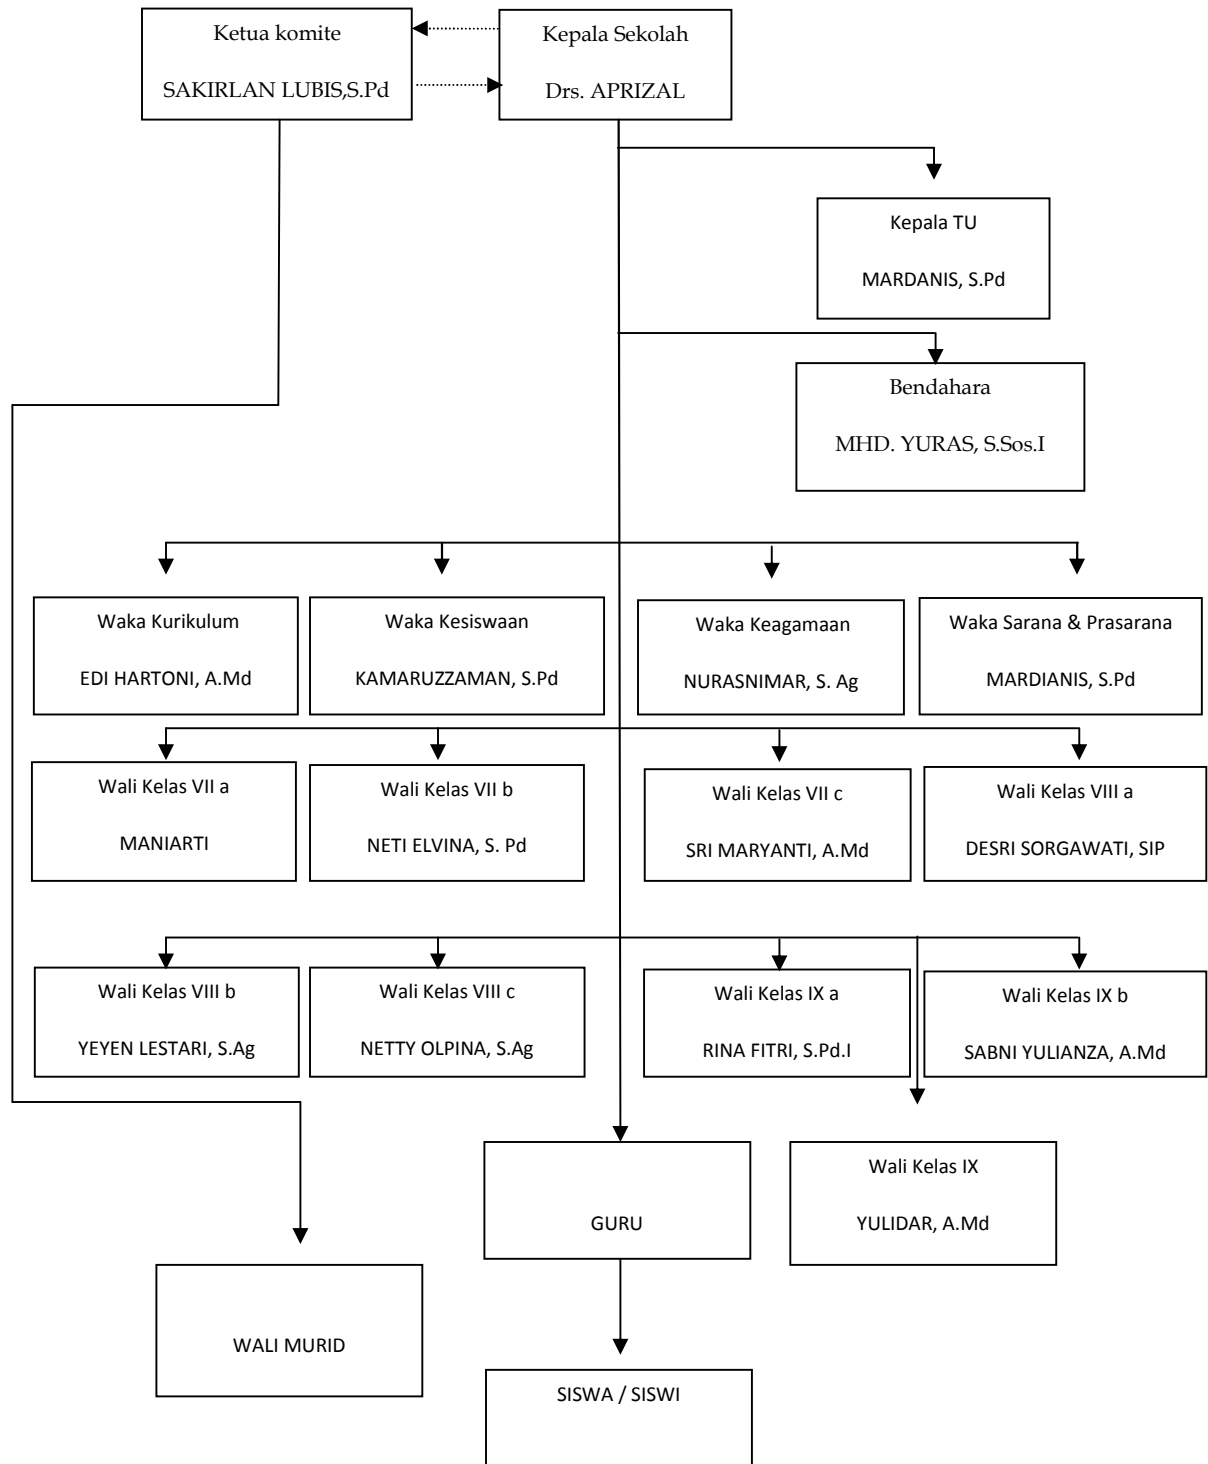 Ketua komite
SAKIRLAN LUBIS,S.Pd
Kepala Sekolah
Drs. APRIZAL
Kepala TU
MARDANIS, S.Pd
Bendahara
MHD. YURAS, S.Sos.I
Waka Kurikulum
EDI HARTONI, A.Md
Waka Kesiswaan
KAMARUZZAMAN, S.Pd
Waka Keagamaan
NURASNIMAR, S. Ag
Waka Sarana & Prasarana
MARDIANIS, S.Pd
Wali Kelas VII a
MANIARTI
Wali Kelas VII b
NETI ELVINA, S. Pd
Wali Kelas VII c
SRI MARYANTI, A.Md
Wali Kelas VIII a
DESRI SORGAWATI, SIP
Wali Kelas VIII b
YEYEN LESTARI, S.Ag
Wali Kelas VIII c
NETTY OLPINA, S.Ag
Wali Kelas IX a
RINA FITRI, S.Pd.I
Wali Kelas IX b
SABNI YULIANZA, A.Md
Wali Kelas IX
YULIDAR, A.Md
GURU
WALI MURID
SISWA / SISWI